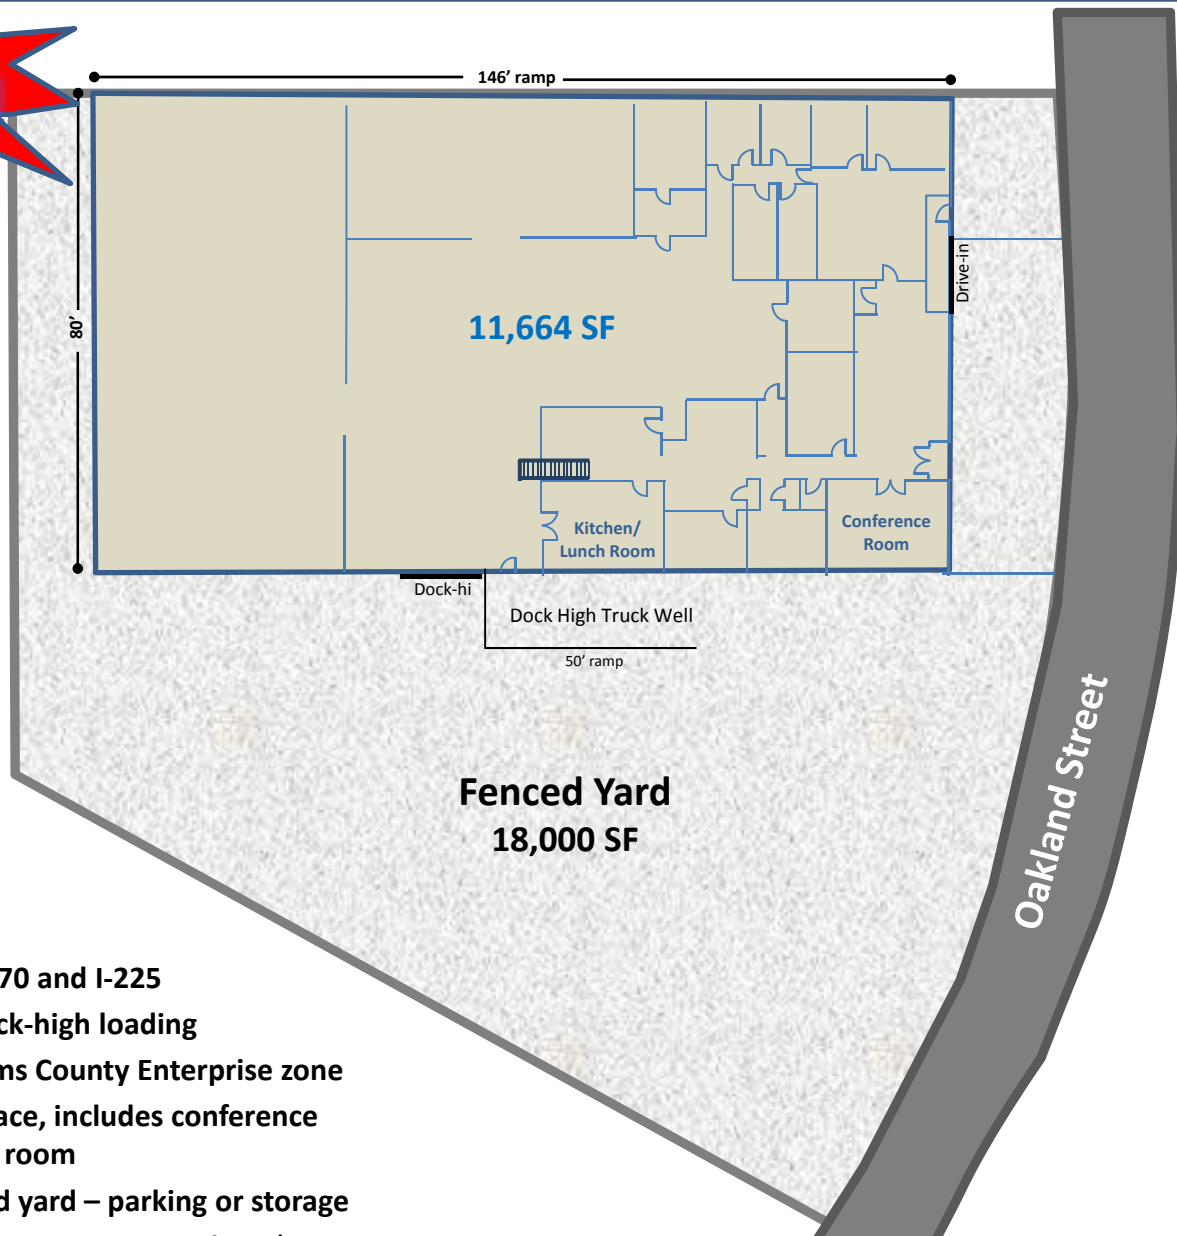 146’ ramp
80’
Drive-in
11,664 SF
Kitchen/
Lunch Room
Conference
Room
Dock-hi
Dock High Truck Well
50’ ramp
Oakland Street
Fenced Yard
18,000 SF
70 and I-225
ck-high loading
ms County Enterprise zone
ace, includes conference
room
d yard – parking or storage